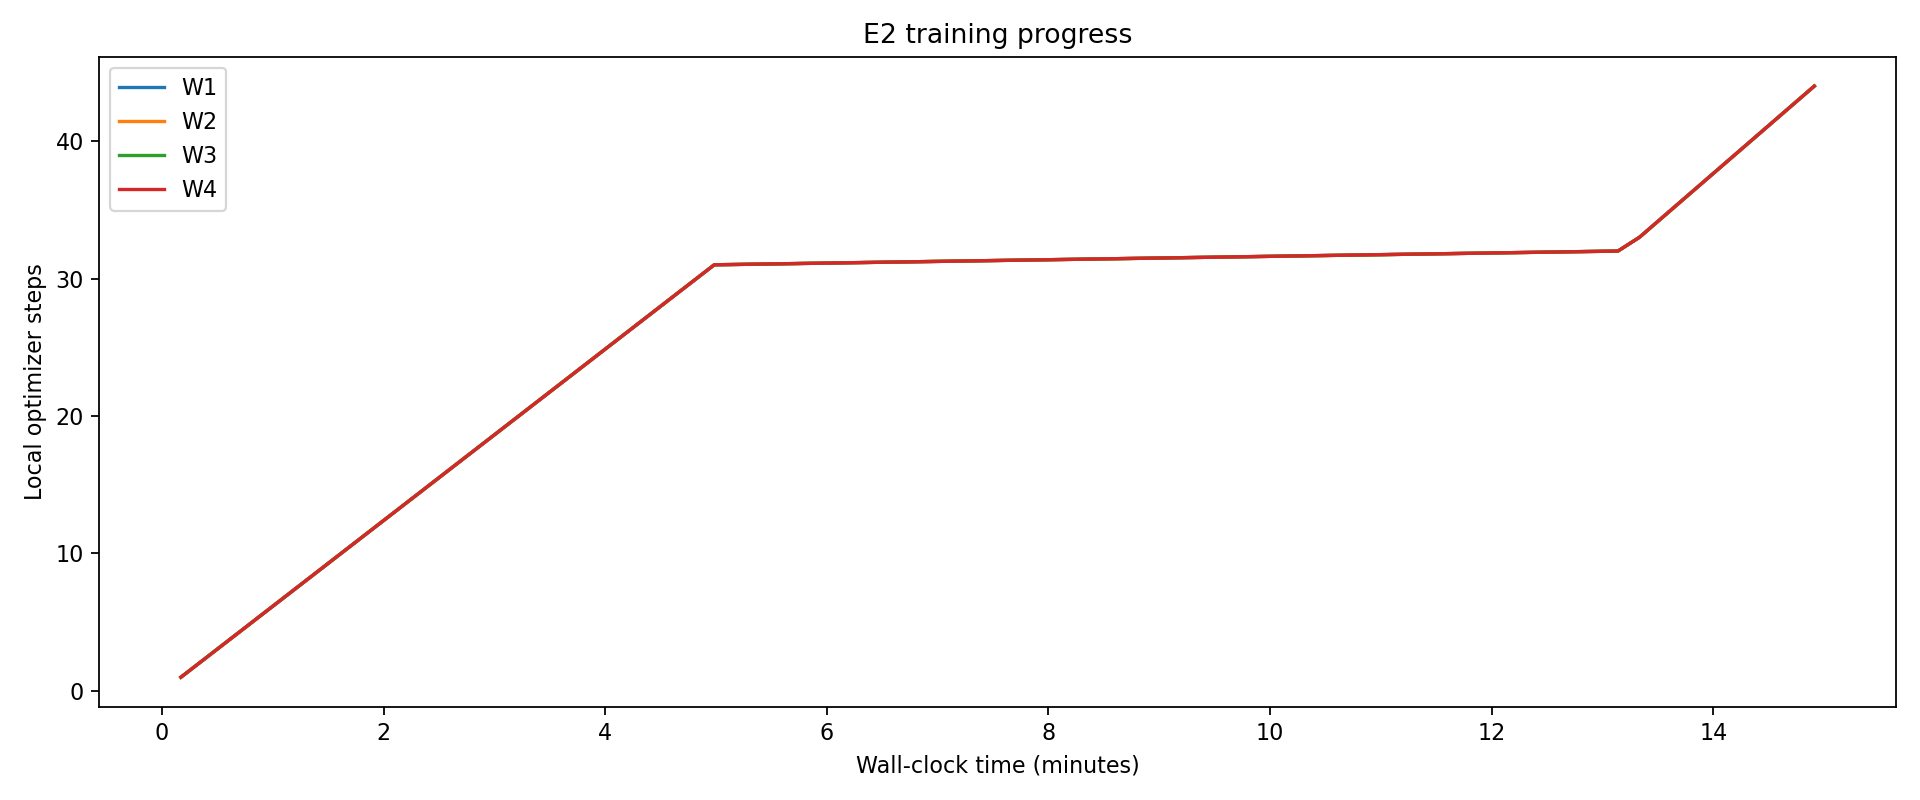 E2 training progress
W1
W2
W3
W4
Local optimizer steps
40
30
20
10
0
0 2 4 6 8 10 12 14
Wall-clock time (minutes)